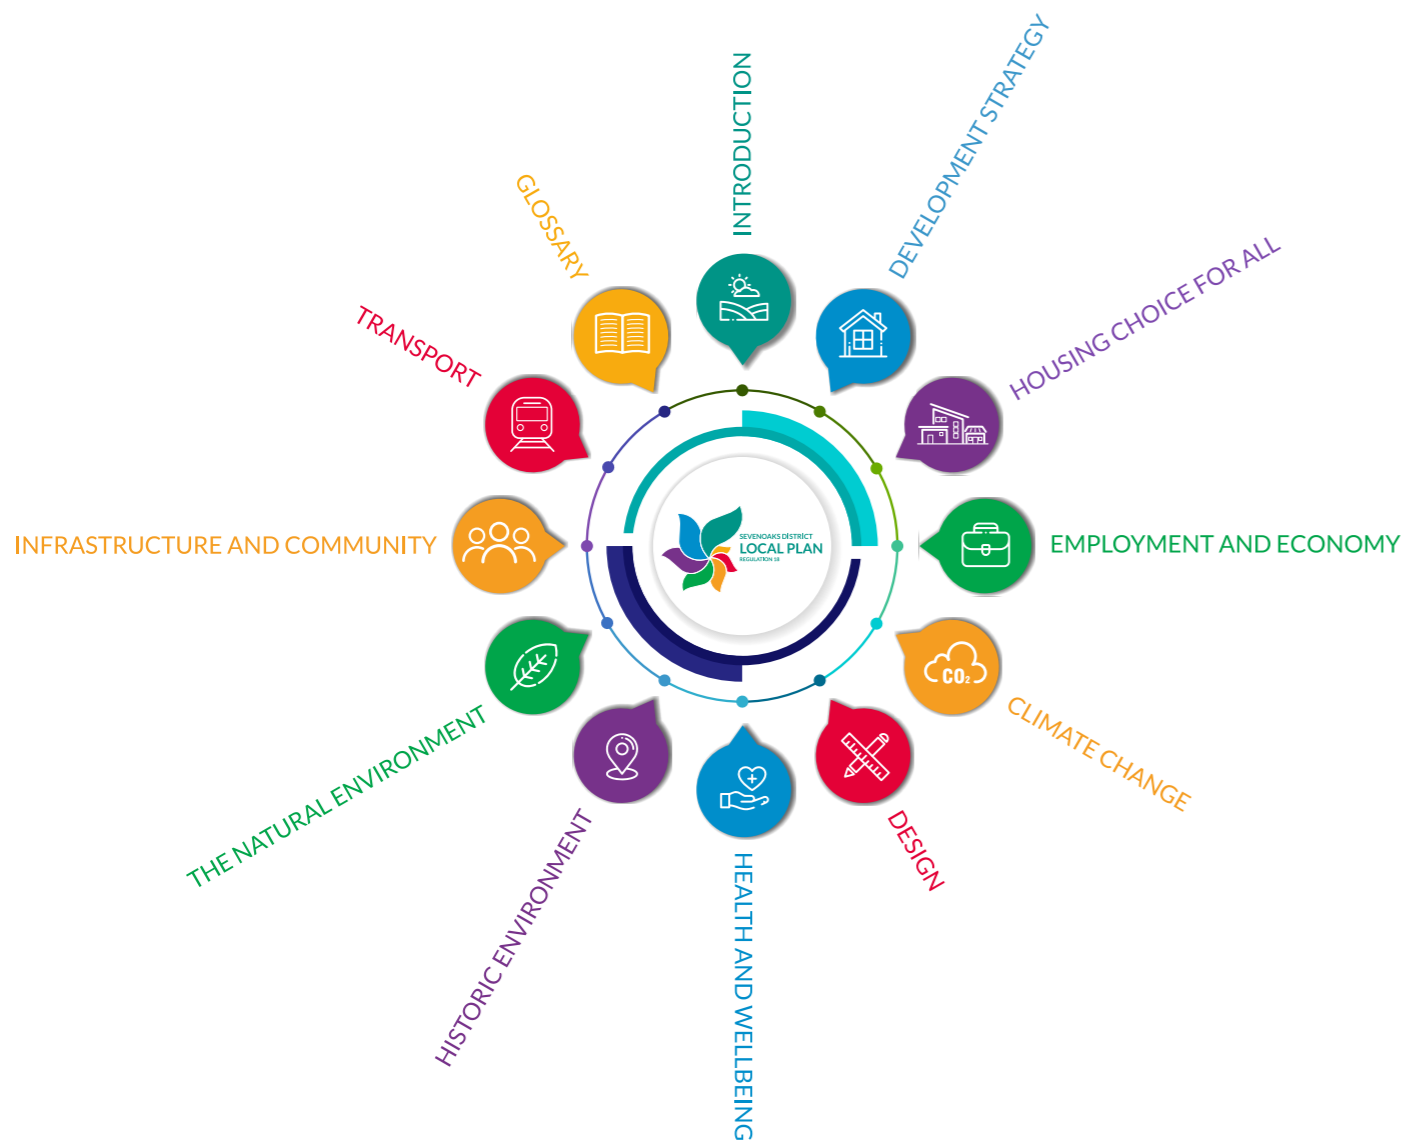 INTRODUCTION
DEVELOPMENT STRATEGY
HOUSING CHOICE FOR ALL
EMPLOYMENT AND ECONOMY
CLIMATE CHANGE
CO₂
DESIGN
HEALTH AND WELLBEING
HISTORIC ENVIRONMENT
THE NATURAL ENVIRONMENT
INFRASTRUCTURE AND COMMUNITY
TRANSPORT
GLOSSARY
SEVENOAKS DISTRICT
LOCAL PLAN
REGULATION 18